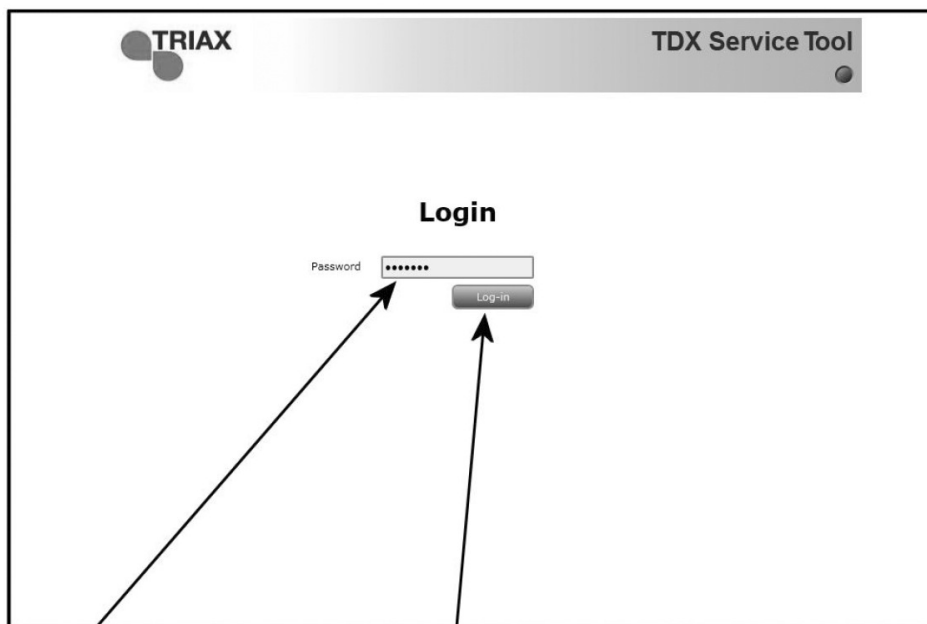 TRIAX
TDX Service Tool
Login
Password •••••••
Log-in